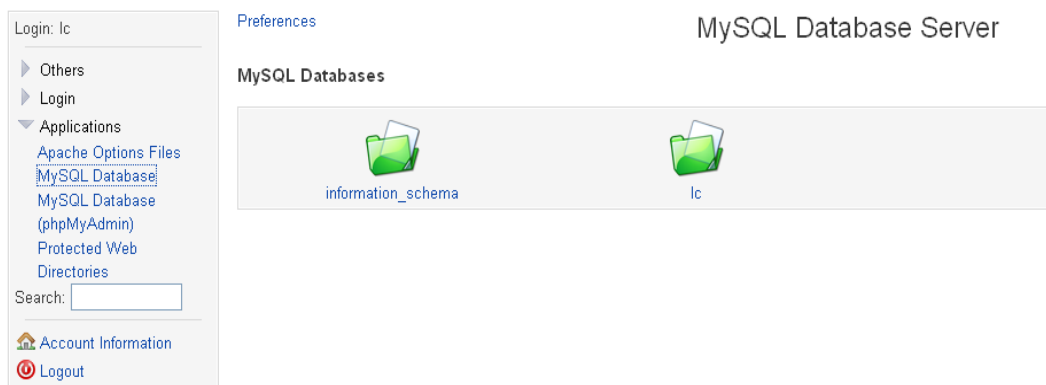 Login: lc
Others
Login
Applications
Apache Options Files
MySQL Database
MySQL Database
(phpMyAdmin)
Protected Web
Directories
Search:
Account Information
Logout
Preferences
MySQL Database Server
MySQL Databases
information_schema
lc